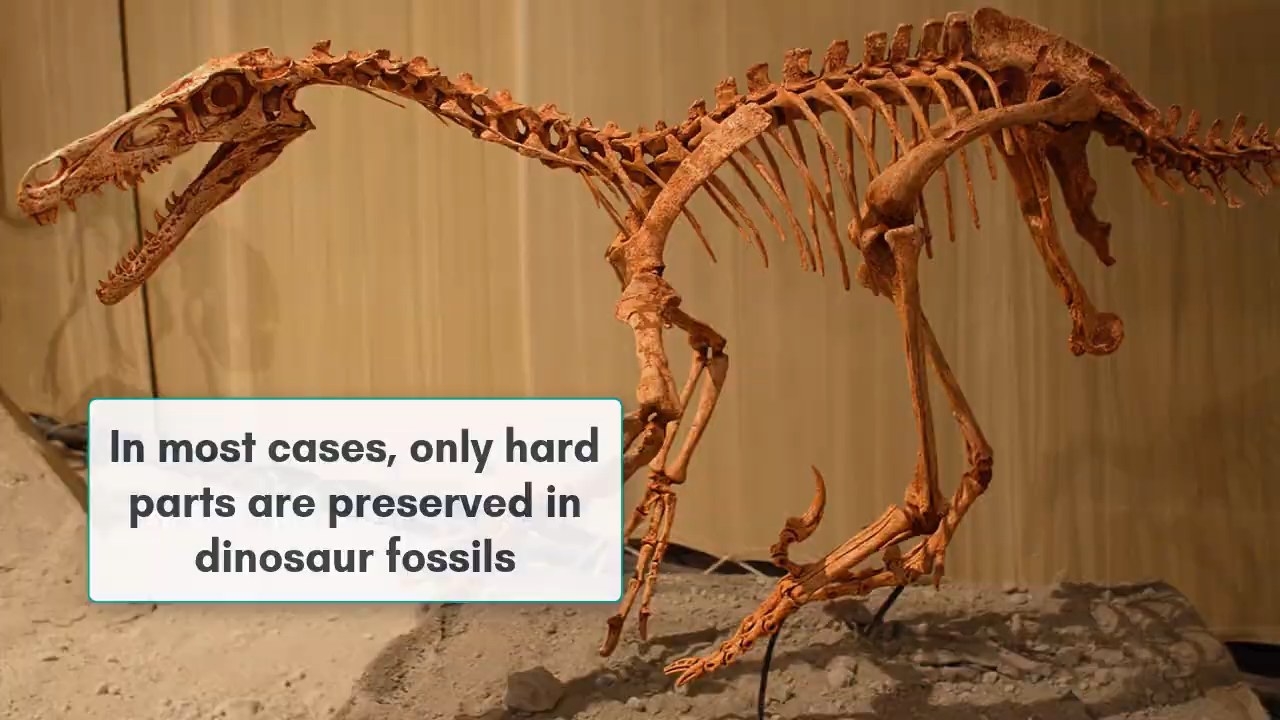 In most cases, only hard
parts are preserved in
dinosaur fossils